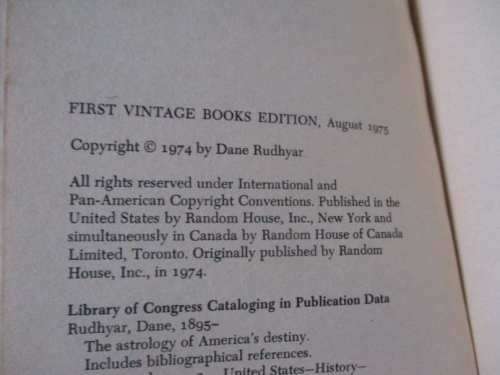 FIRST VINTAGE BOOKS EDITION, August 1975
Copyright © 1974 by Dane Rudhyar
All rights reserved under International and
Pan-American Copyright Conventions. Published in the
United States by Random House, Inc., New York and
simultaneously in Canada by Random House of Canada
Limited, Toronto. Originally published by Random
House, Inc., in 1974.
Library of Congress Cataloging in Publication Data
Rudhyar, Dane, 1895–
The astrology of America's destiny.
Includes bibliographical references.
United States—History—